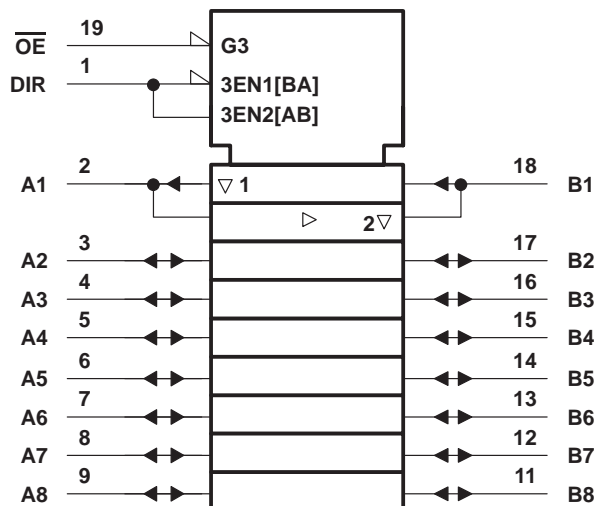 19
OE
G3
1
DIR
3EN1[BA]
3EN2[AB]
2
18
A1
▽ 1
B1
▷ 2▽
3
17
A2
B2
4
16
A3
B3
5
15
A4
B4
6
14
A5
B5
7
13
A6
B6
8
12
A7
B7
9
11
A8
B8